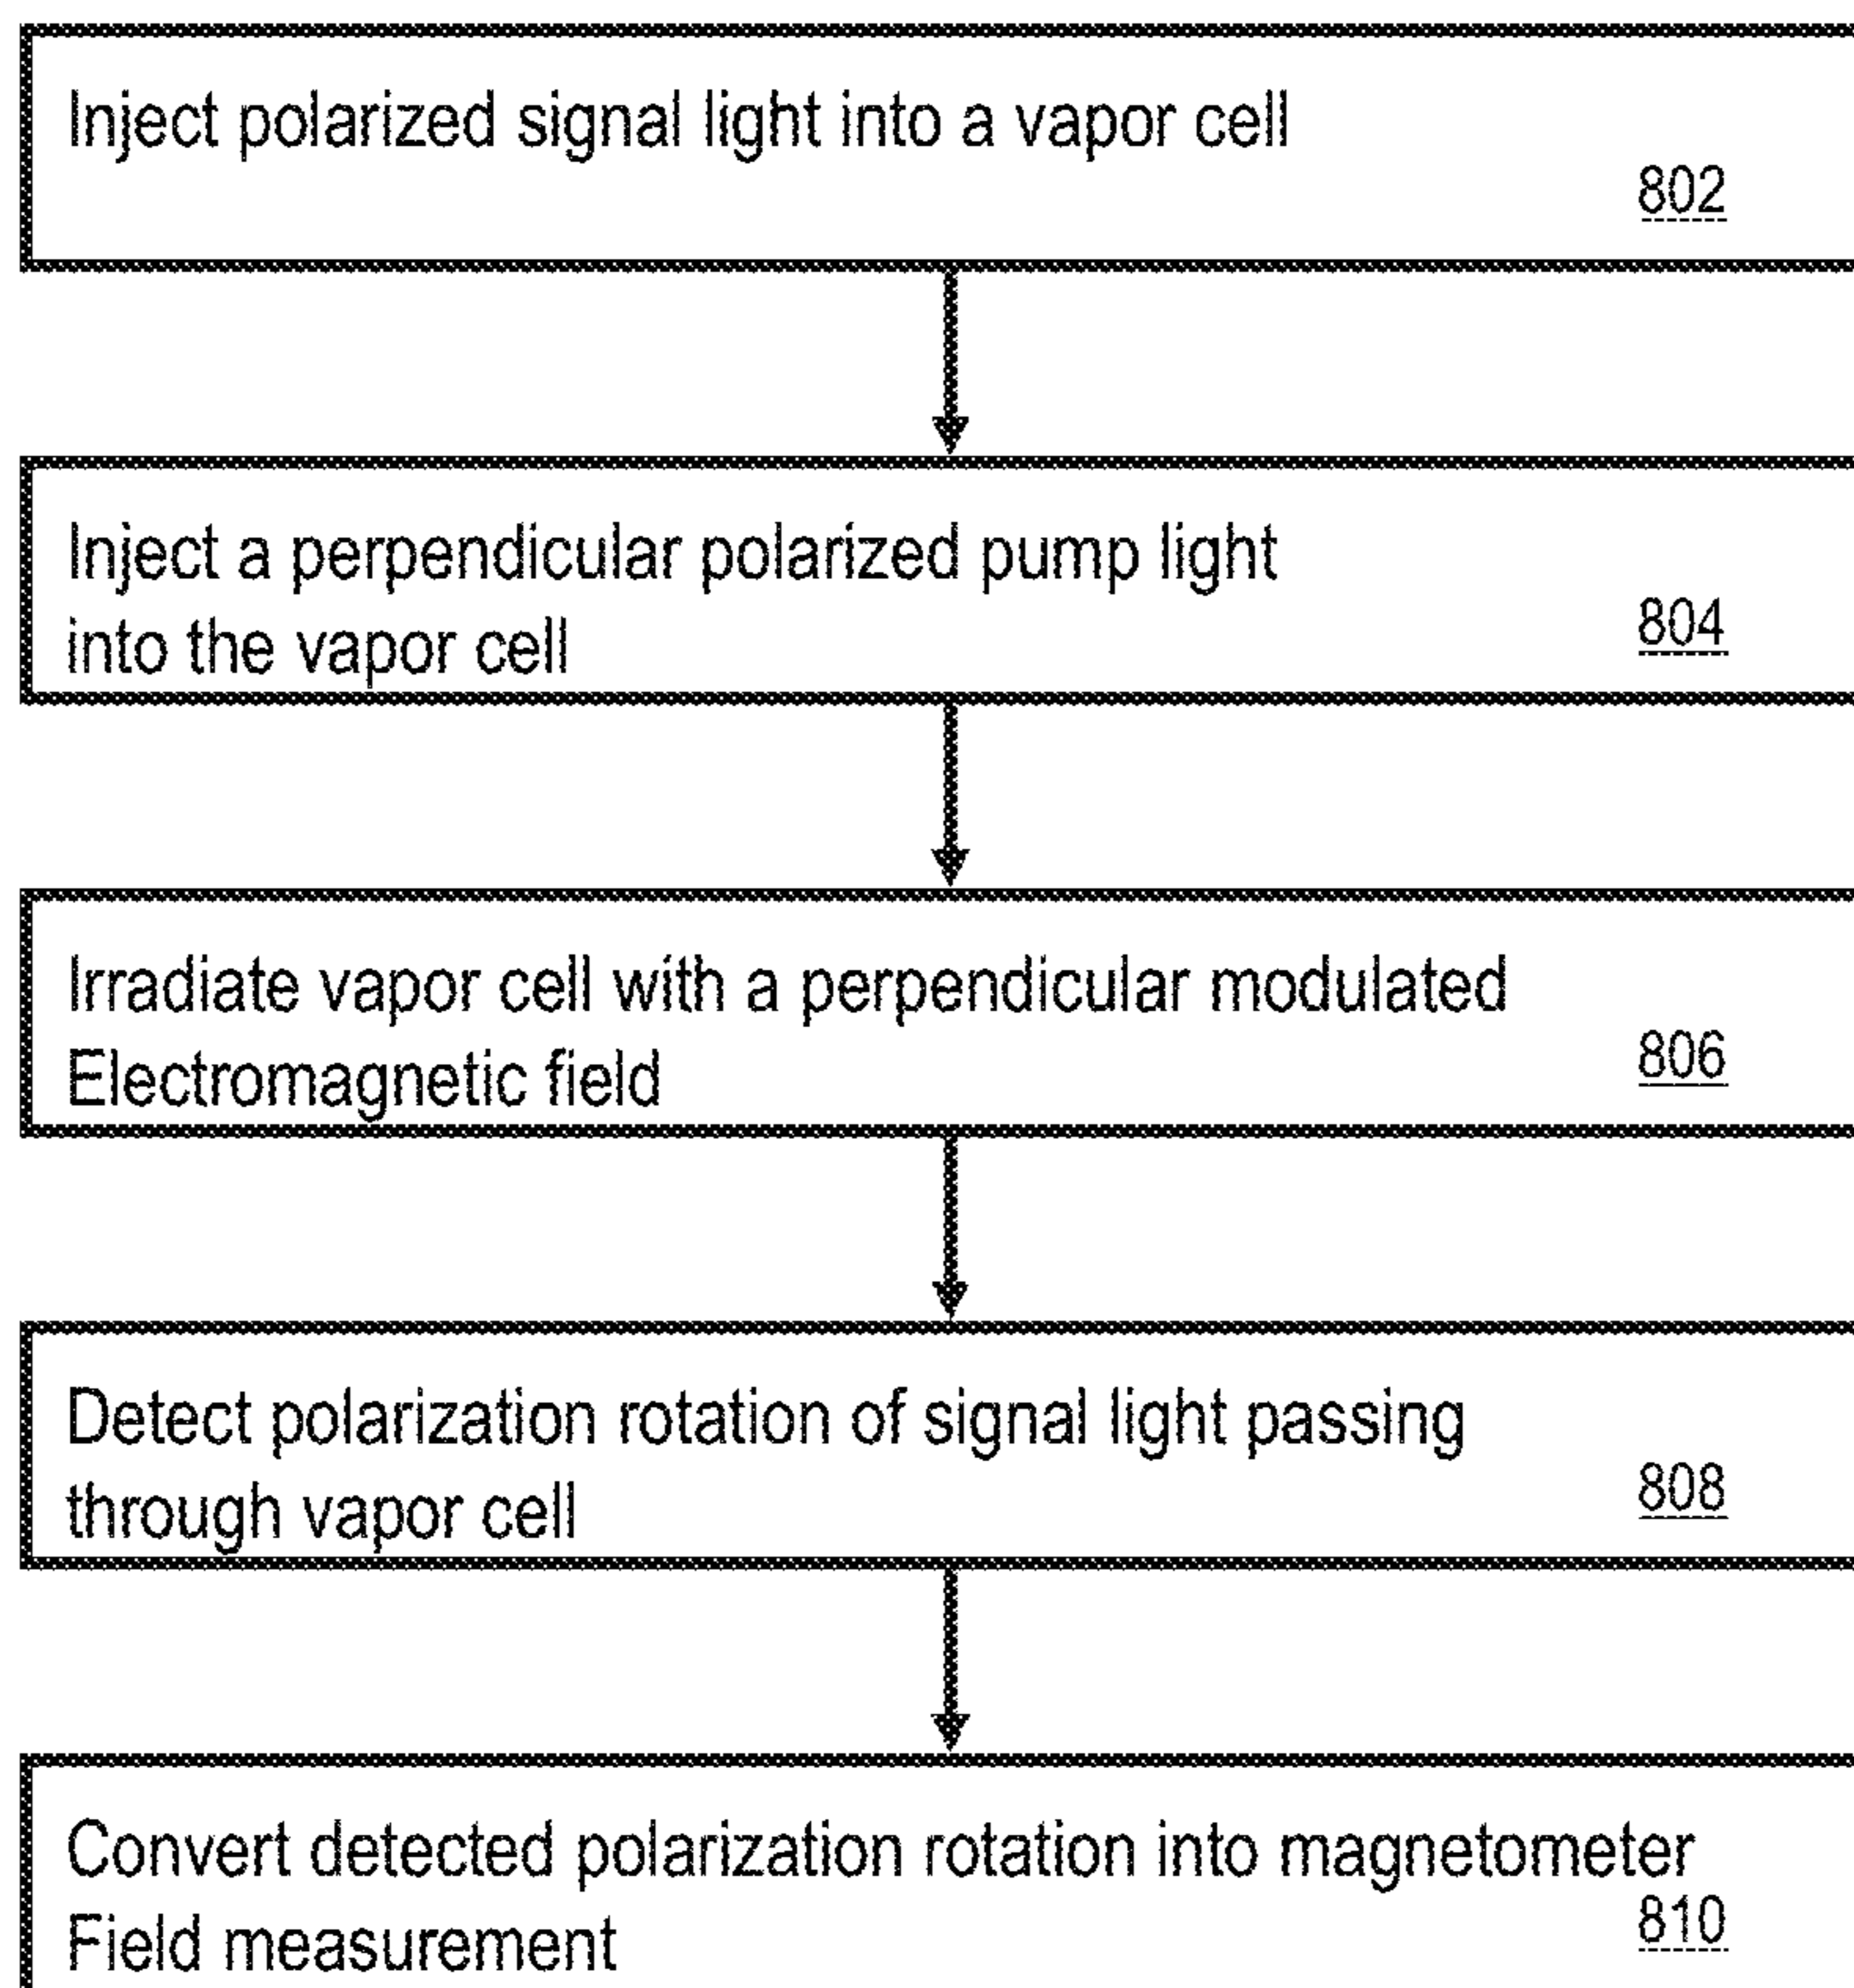 Inject polarized signal light into a vapor cell
802
Inject a perpendicular polarized pump light
into the vapor cell
804
Irradiate vapor cell with a perpendicular modulated
Electromagnetic field
806
Detect polarization rotation of signal light passing
through vapor cell
808
Convert detected polarization rotation into magnetometer
Field measurement
810